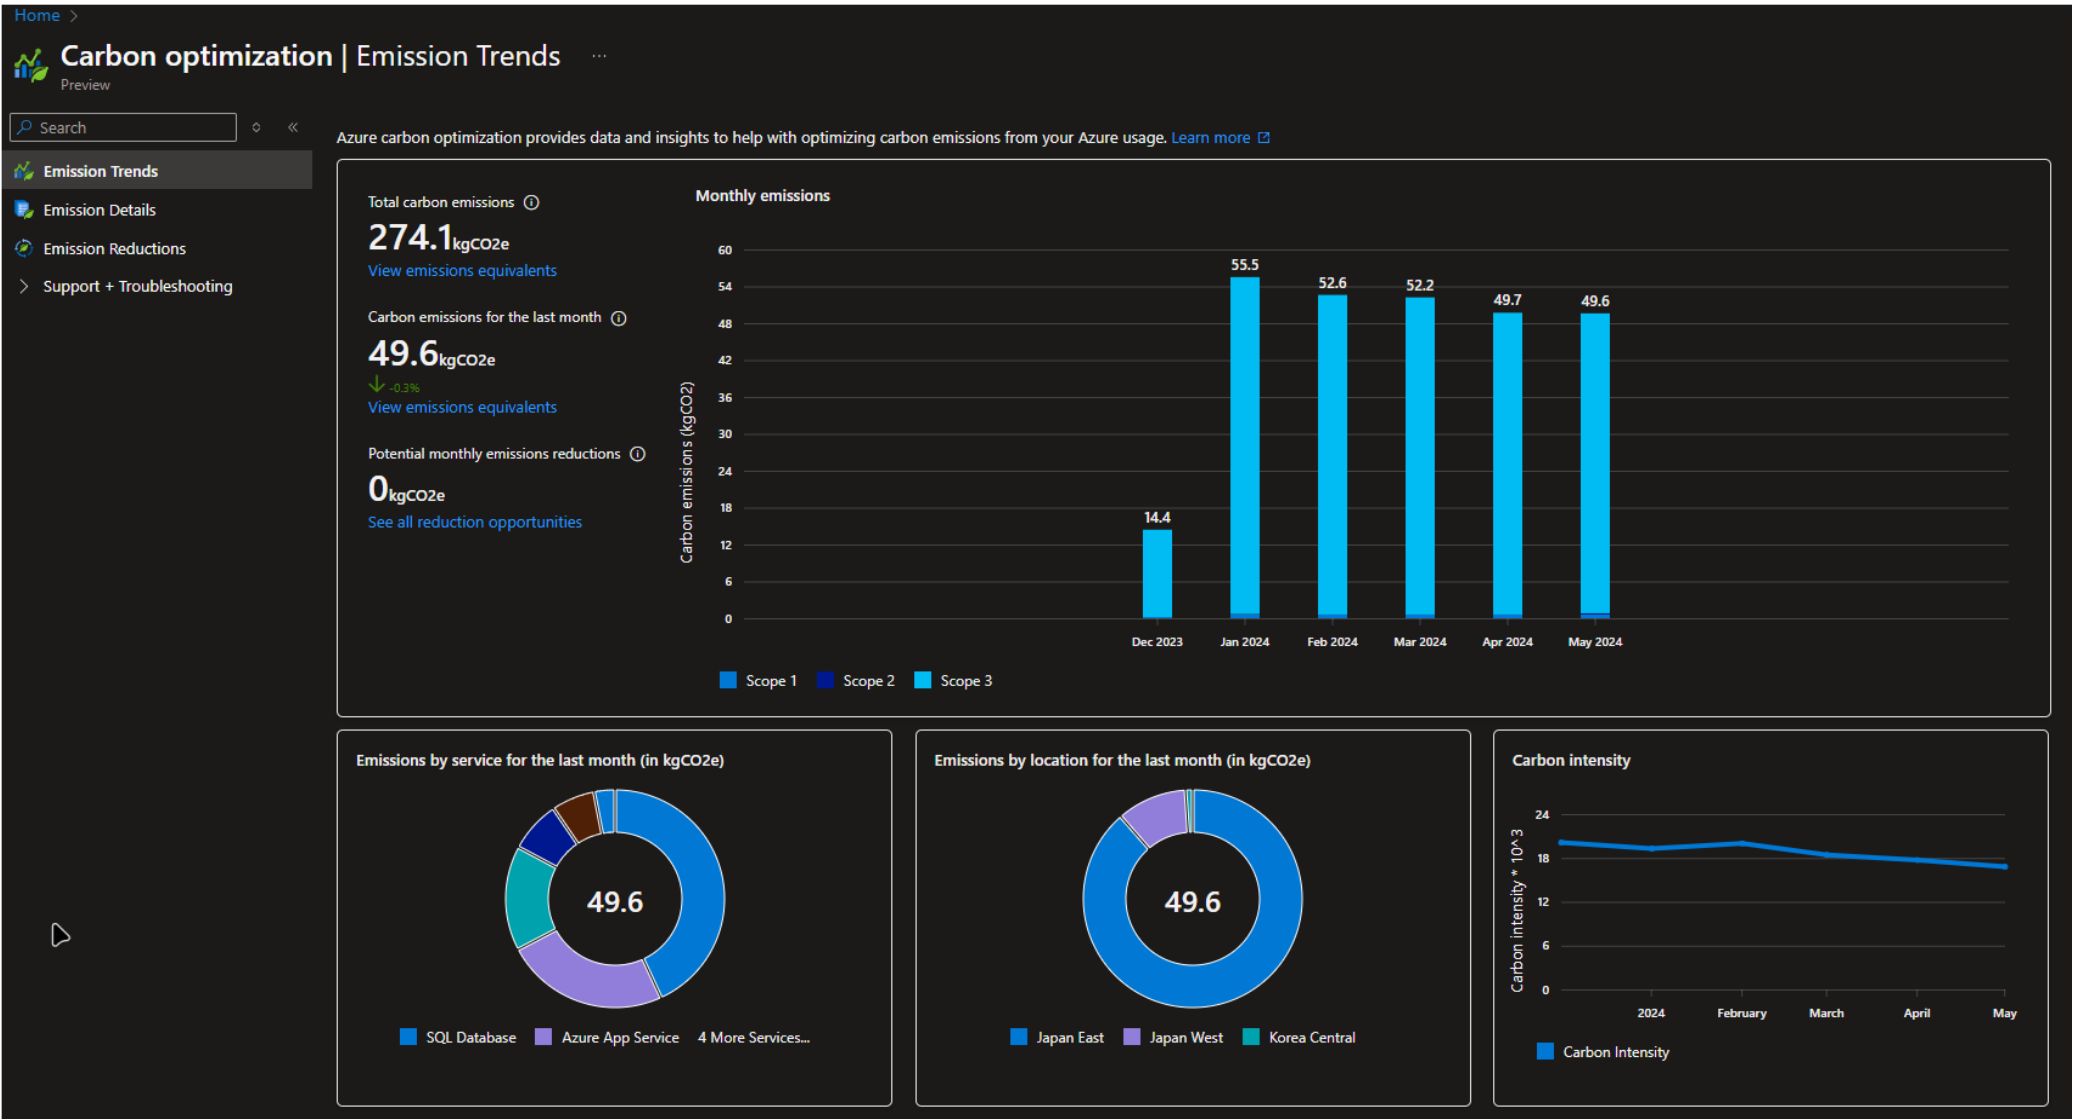 Home >
Carbon optimization | Emission Trends ...
Preview
Search
Emission Trends
Emission Details
Emission Reductions
Support + Troubleshooting
Azure carbon optimization provides data and insights to help with optimizing carbon emissions from your Azure usage. Learn more
Total carbon emissions
274.1kgCO2e
View emissions equivalents
Carbon emissions for the last month
49.6kgCO2e
-0.3%
View emissions equivalents
Potential monthly emissions reductions
0kgCO2e
See all reduction opportunities
Monthly emissions
Carbon emissions (kgCO2)
60
54
48
42
36
30
24
18
12
6
0
14.4
55.5
52.6
52.2
49.7
49.6
Dec 2023 Jan 2024 Feb 2024 Mar 2024 Apr 2024 May 2024
Scope 1 Scope 2 Scope 3
Emissions by service for the last month (in kgCO2e)
49.6
SQL Database Azure App Service 4 More Services...
Emissions by location for the last month (in kgCO2e)
49.6
Japan East Japan West Korea Central
Carbon intensity
Carbon intensity * 10^3
24
18
12
6
0
2024 February March April May
Carbon Intensity